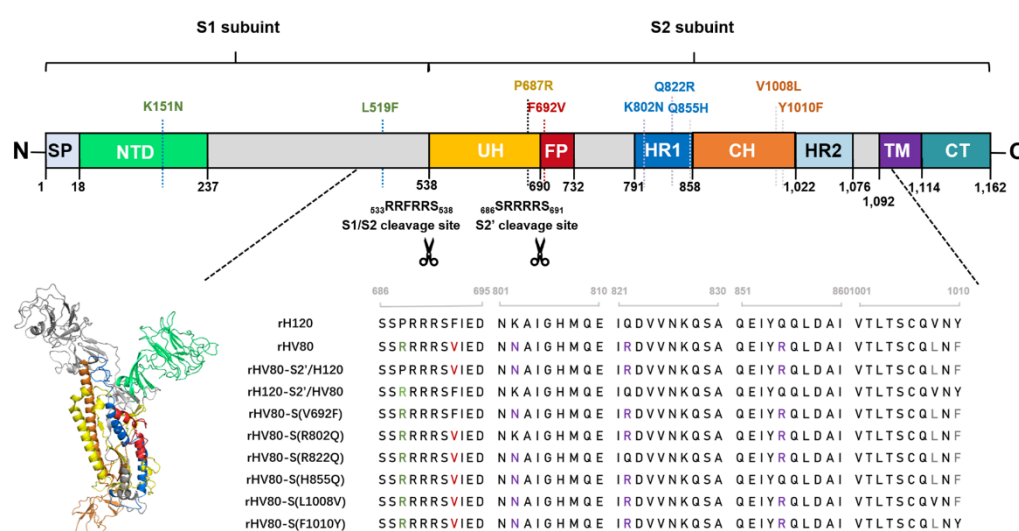 S1 subuint S2 subuint
P687R Q822R V1008L
K151N L519F F692V K802N Q855H Y1010F
N SP NTD UH FP HR1 CH HR2 TM CT C
1 18 237 538 690 732 791 858 1,022 1,076 1,114 1,162
1,092
533RRFRRS538 686SRRRRS691
S1/S2 cleavage site S2' cleavage site
686 695 801 810 821 830 851 860 1001 1010
rH120 SSPRRRSFIED NKAIGHMQE IQDVVNKQSA QEIYQQLDAI VTLTSCQVNY
rHV80 SSRRRRSVIED NNAIGHMQE IRDVVNKQSA QEIYRQLDAI VTLTSCQLNF
rHV80-S2'/H120 SSPRRRSVIED NNAIGHMQE IRDVVNKQSA QEIYRQLDAI VTLTSCQLNF
rH120-S2'/HV80 SSRRRRSFIED NKAIGHMQE IQDVVNKQSA QEIYQQLDAI VTLTSCQVNY
rHV80-S(V692F) SSRRRRSFIED NNAIGHMQE IRDVVNKQSA QEIYRQLDAI VTLTSCQLNF
rHV80-S(R802Q) SSRRRRSVIED NKAIGHMQE IRDVVNKQSA QEIYRQLDAI VTLTSCQLNF
rHV80-S(R822Q) SSRRRRSVIED NNAIGHMQE IQDVVNKQSA QEIYRQLDAI VTLTSCQLNF
rHV80-S(H855Q) SSRRRRSVIED NNAIGHMQE IRDVVNKQSA QEIYQQLDAI VTLTSCQLNF
rHV80-S(L1008V) SSRRRRSVIED NNAIGHMQE IRDVVNKQSA QEIYRQLDAI VTLTSCQVNF
rHV80-S(F1010Y) SSRRRRSVIED NNAIGHMQE IRDVVNKQSA QEIYRQLDAI VTLTSCQLNY